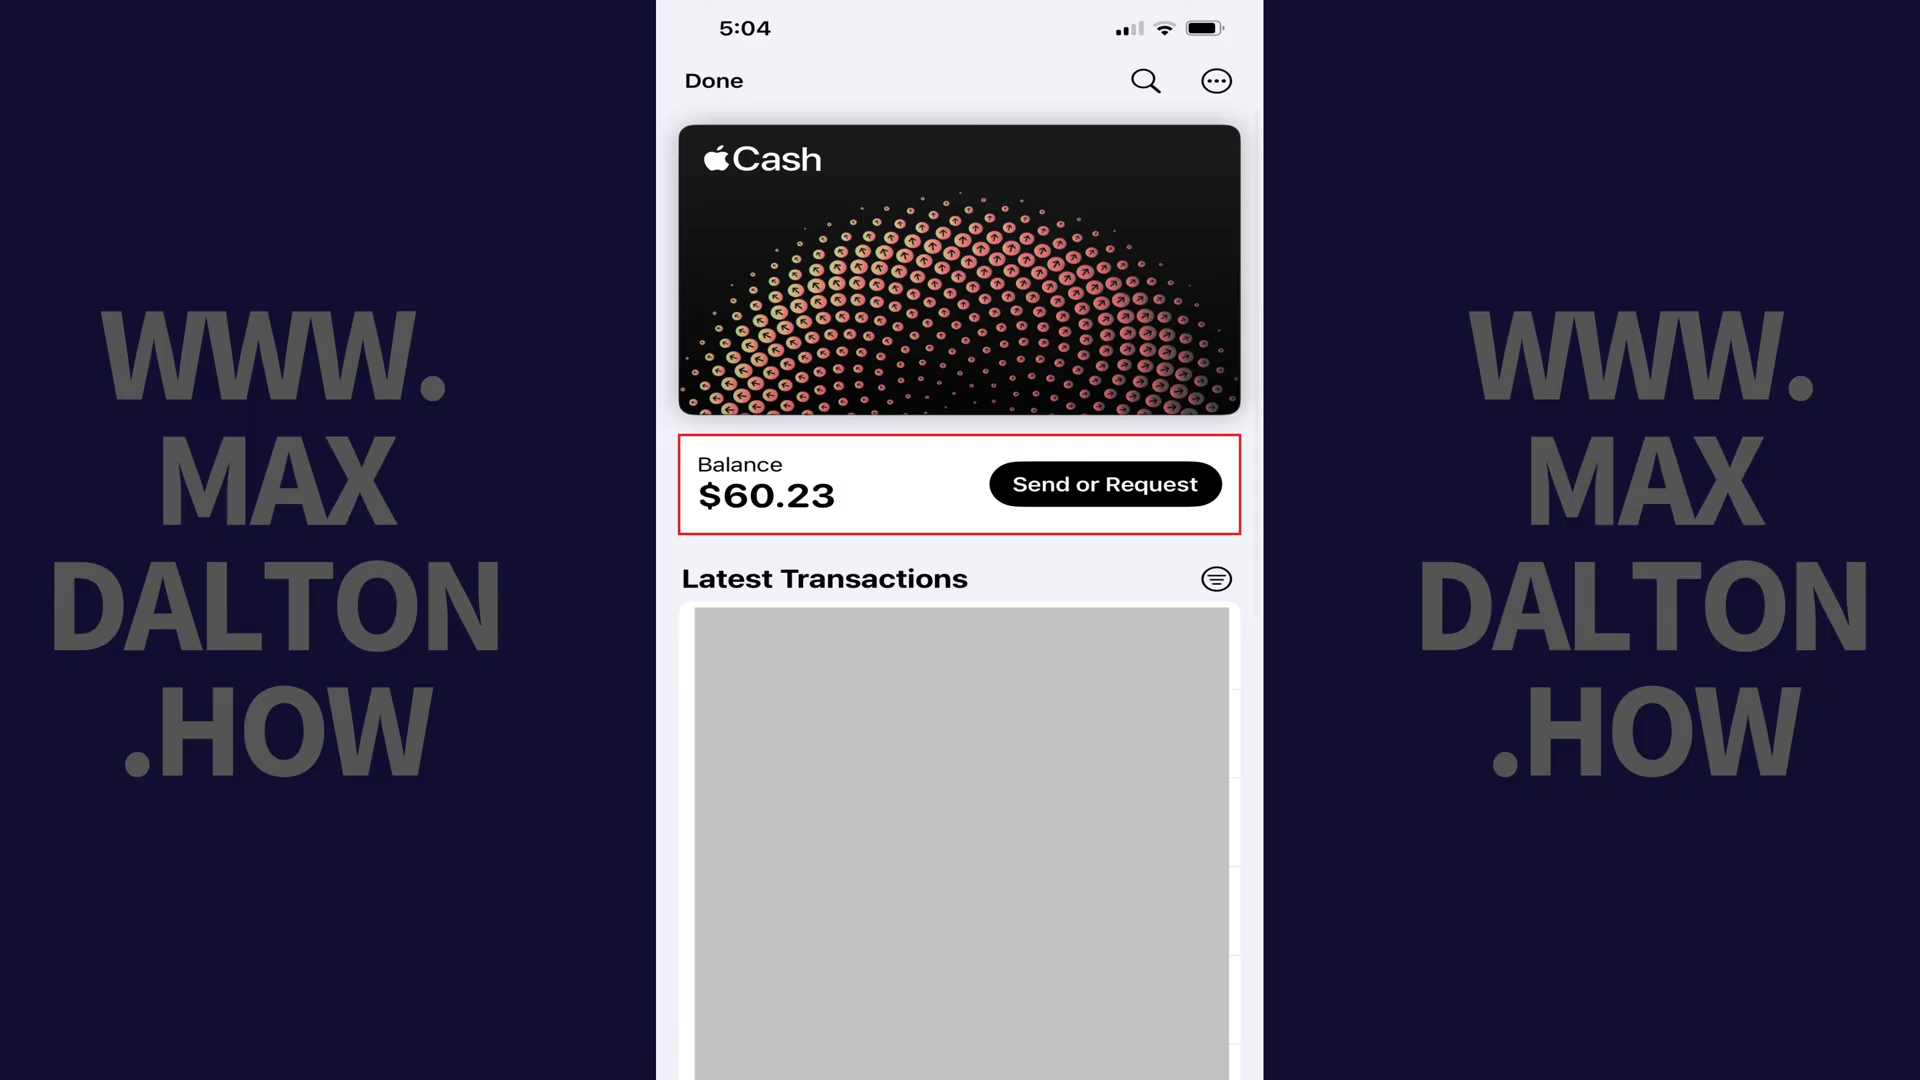 5:04
Done
Cash
Balance
$60.23
Send or Request
Latest Transactions
WWW.
MAX
DALTON
.HOW
WWW.
MAX
DALTON
.HOW